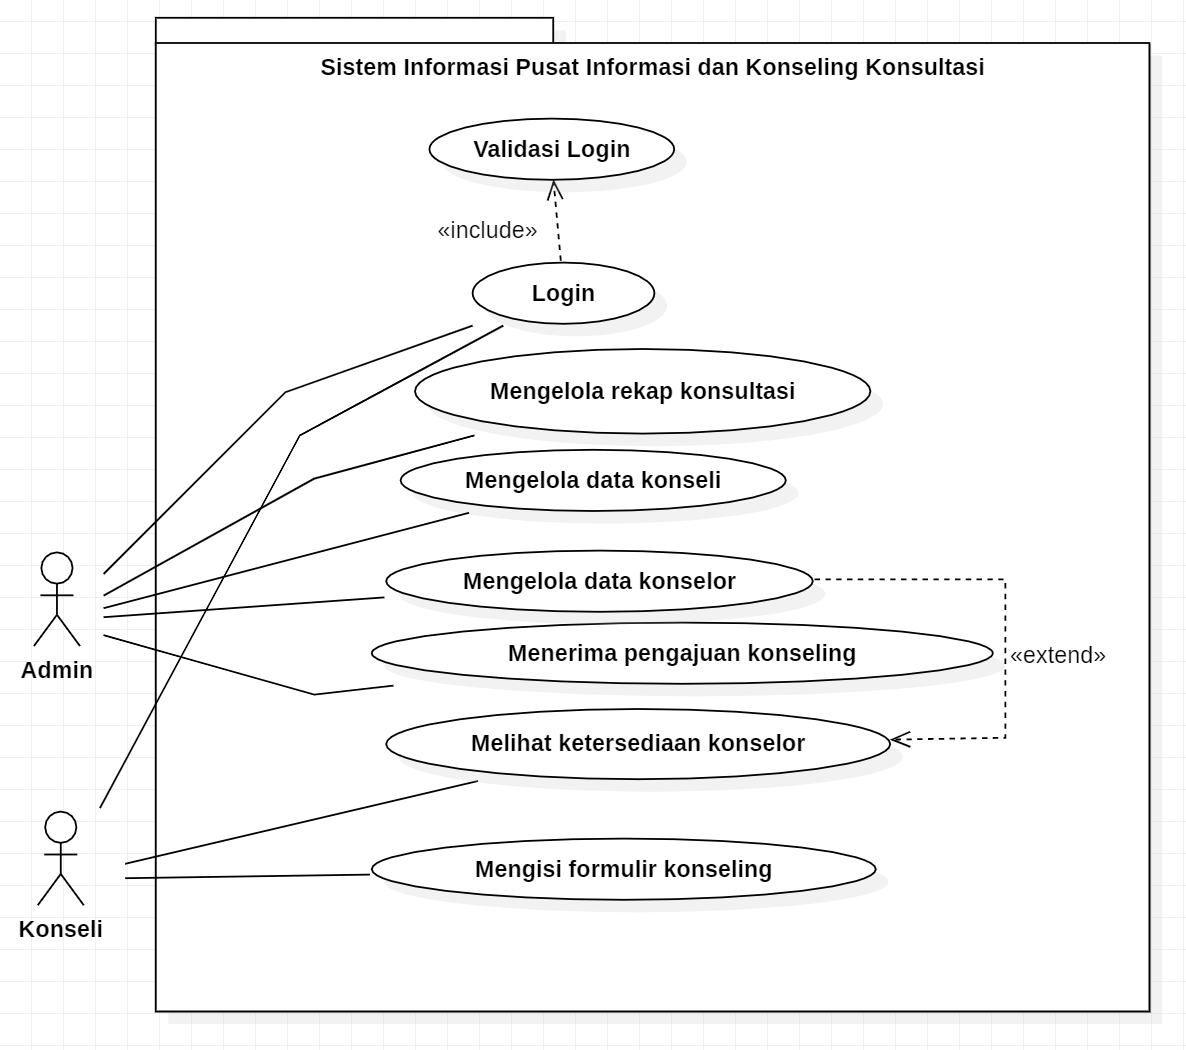 Sistem Informasi Pusat Informasi dan Konseling Konsultasi
Validasi Login
«include»
Login
Mengelola rekap konsultasi
Mengelola data konseli
Mengelola data konselor
Menerima pengajuan konseling
«extend»
Admin
Melihat ketersediaan konselor
Mengisi formulir konseling
Konseli